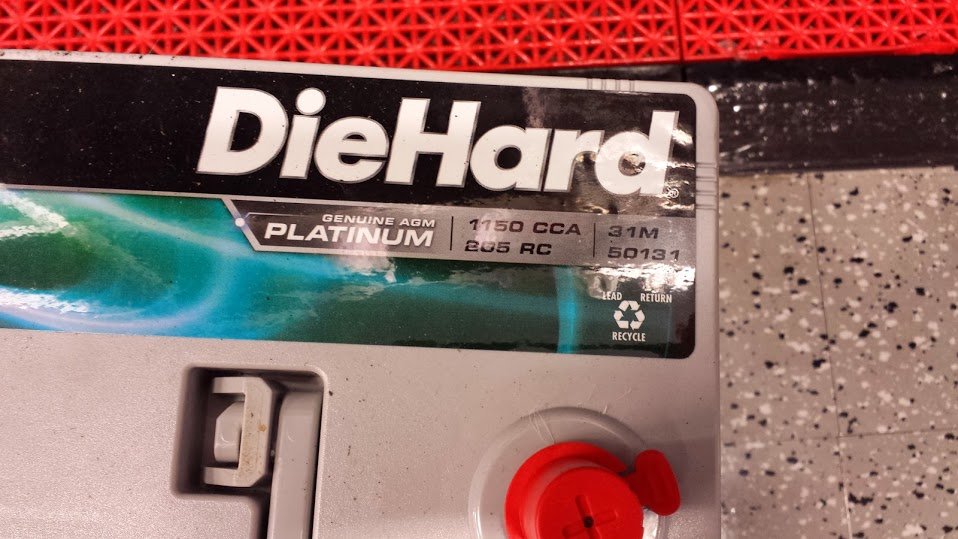 DieHard®
GENUINE AGM
PLATINUM
1150 CCA
205 RC
31M
50131
LEAD RETURN
RECYCLE
+